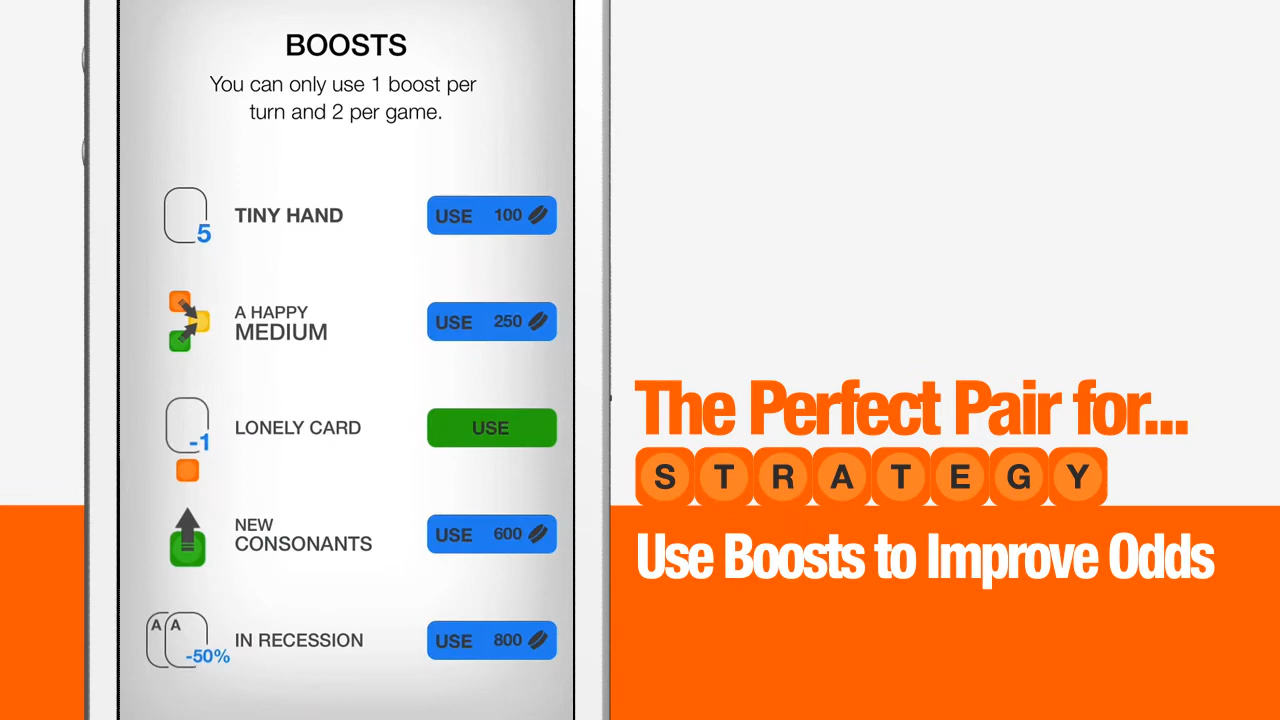 BOOSTS
You can only use 1 boost per
turn and 2 per game.
5
TINY HAND
USE 100
A HAPPY
MEDIUM
USE 250
-1
LONELY CARD
USE
NEW
CONSONANTS
USE 600
A A
-50%
IN RECESSION
USE 800
The Perfect Pair for...
STRATEGY
Use Boosts to Improve Odds